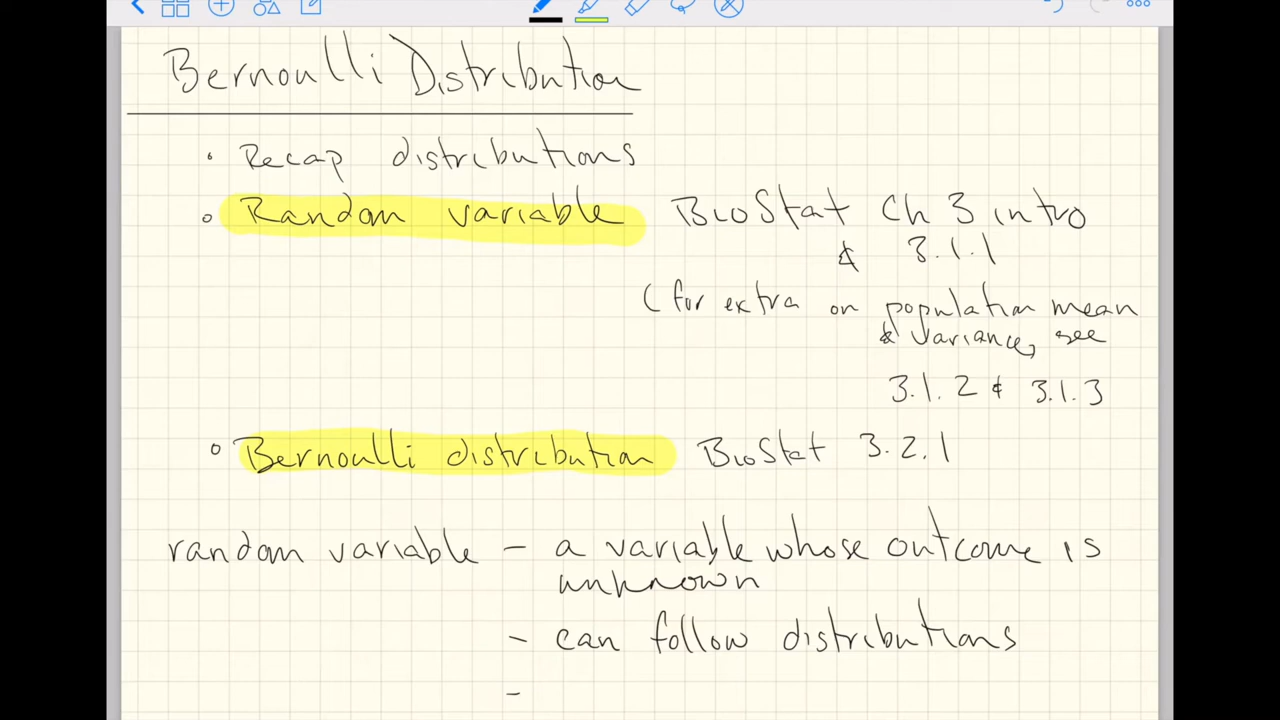 Bernoulli Distribution
• Recap distributions
• Random variable BioStat Ch 3 intro
& 3.1.1
(for extra on population mean
& variance, see
3.1.2 & 3.1.3
• Bernoulli distribution BioStat 3.2.1
random variable - a variable whose outcome is
unknown
- can follow distributions
-